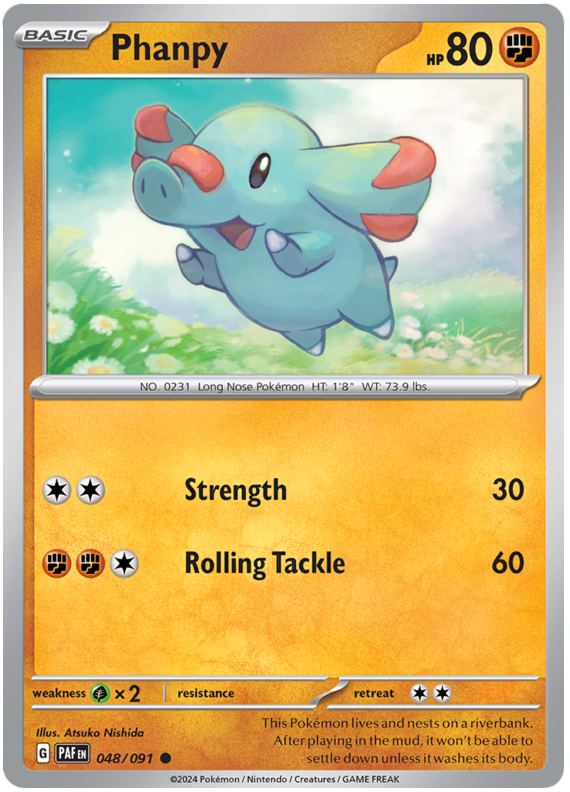 BASIC Phanpy HP 80
NO. 0231 Long Nose Pokémon HT: 1'8" WT: 73.9 lbs.
Strength 30
Rolling Tackle 60
weakness ×2 resistance retreat
Illus. Atsuko Nishida
This Pokémon lives and nests on a riverbank.
After playing in the mud, it won't be able to
settle down unless it washes its body.
G PAF EN 048/091
©2024 Pokémon / Nintendo / Creatures / GAME FREAK